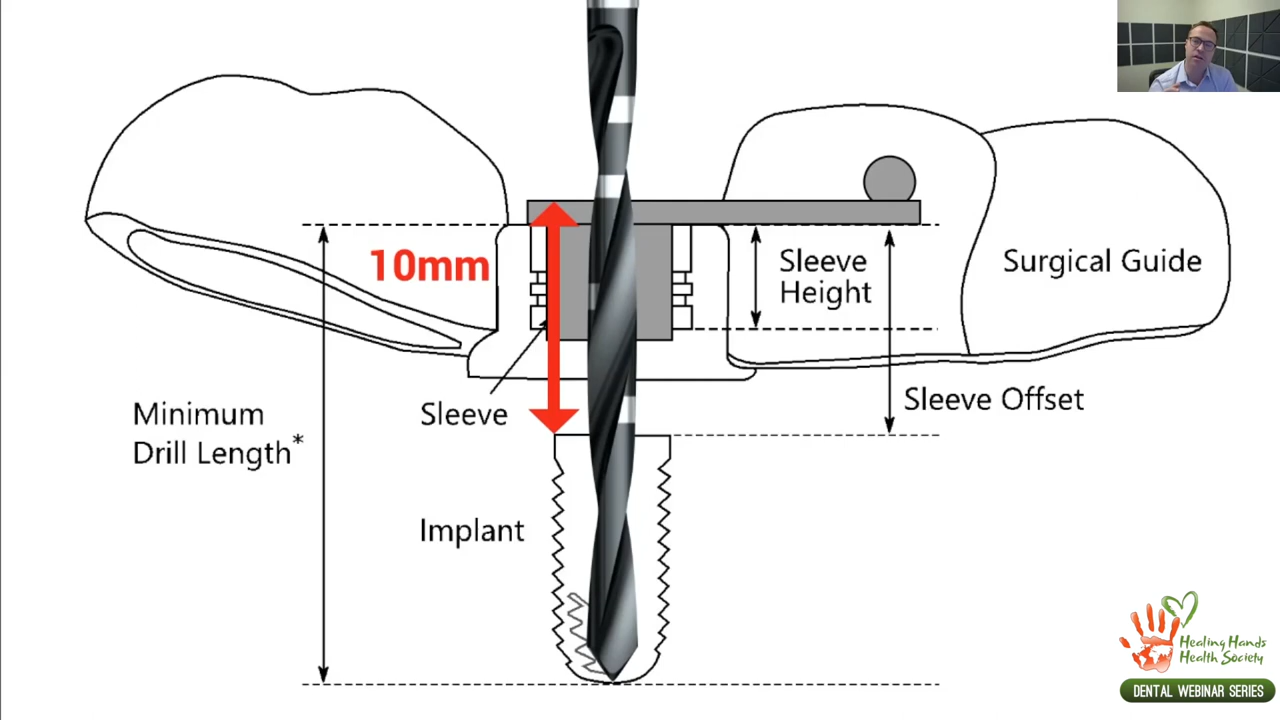 10mm
Sleeve
Height
Surgical Guide
Minimum
Drill Length*
Sleeve
Sleeve Offset
Implant
Healing Hands
Health Society
DENTAL WEBINAR SERIES